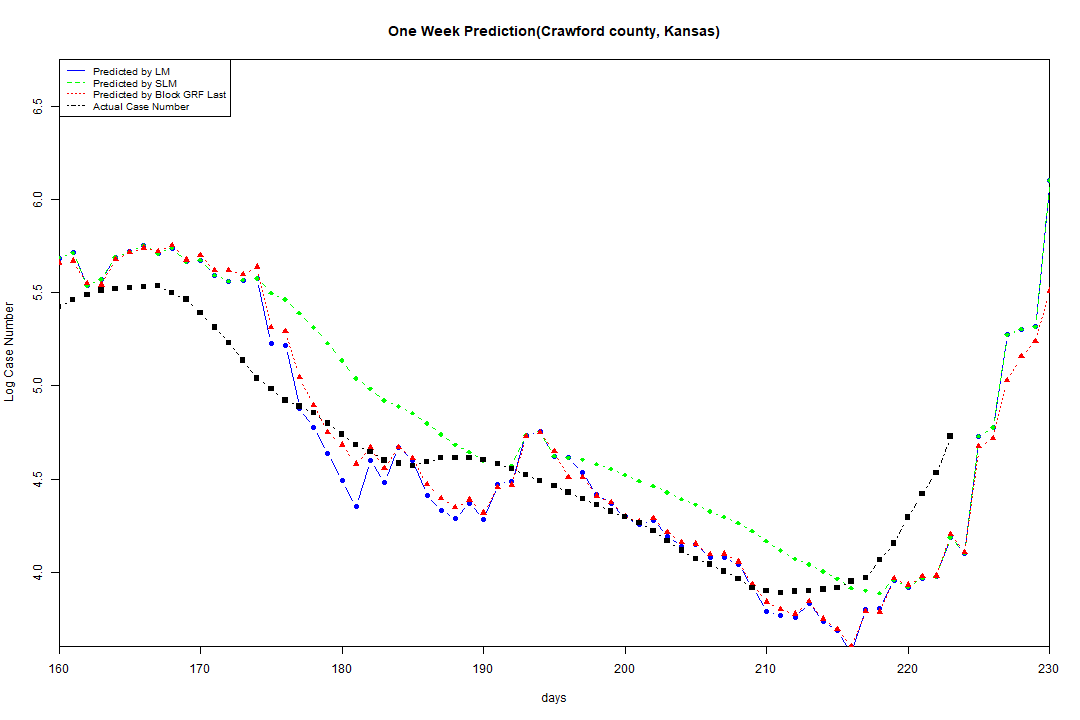 One Week Prediction(Crawford county, Kansas)
Predicted by LM
Predicted by SLM
Predicted by Block GRF Last
Actual Case Number
6.5
6.0
5.5
5.0
4.5
4.0
Log Case Number
160 170 180 190 200 210 220 230
days